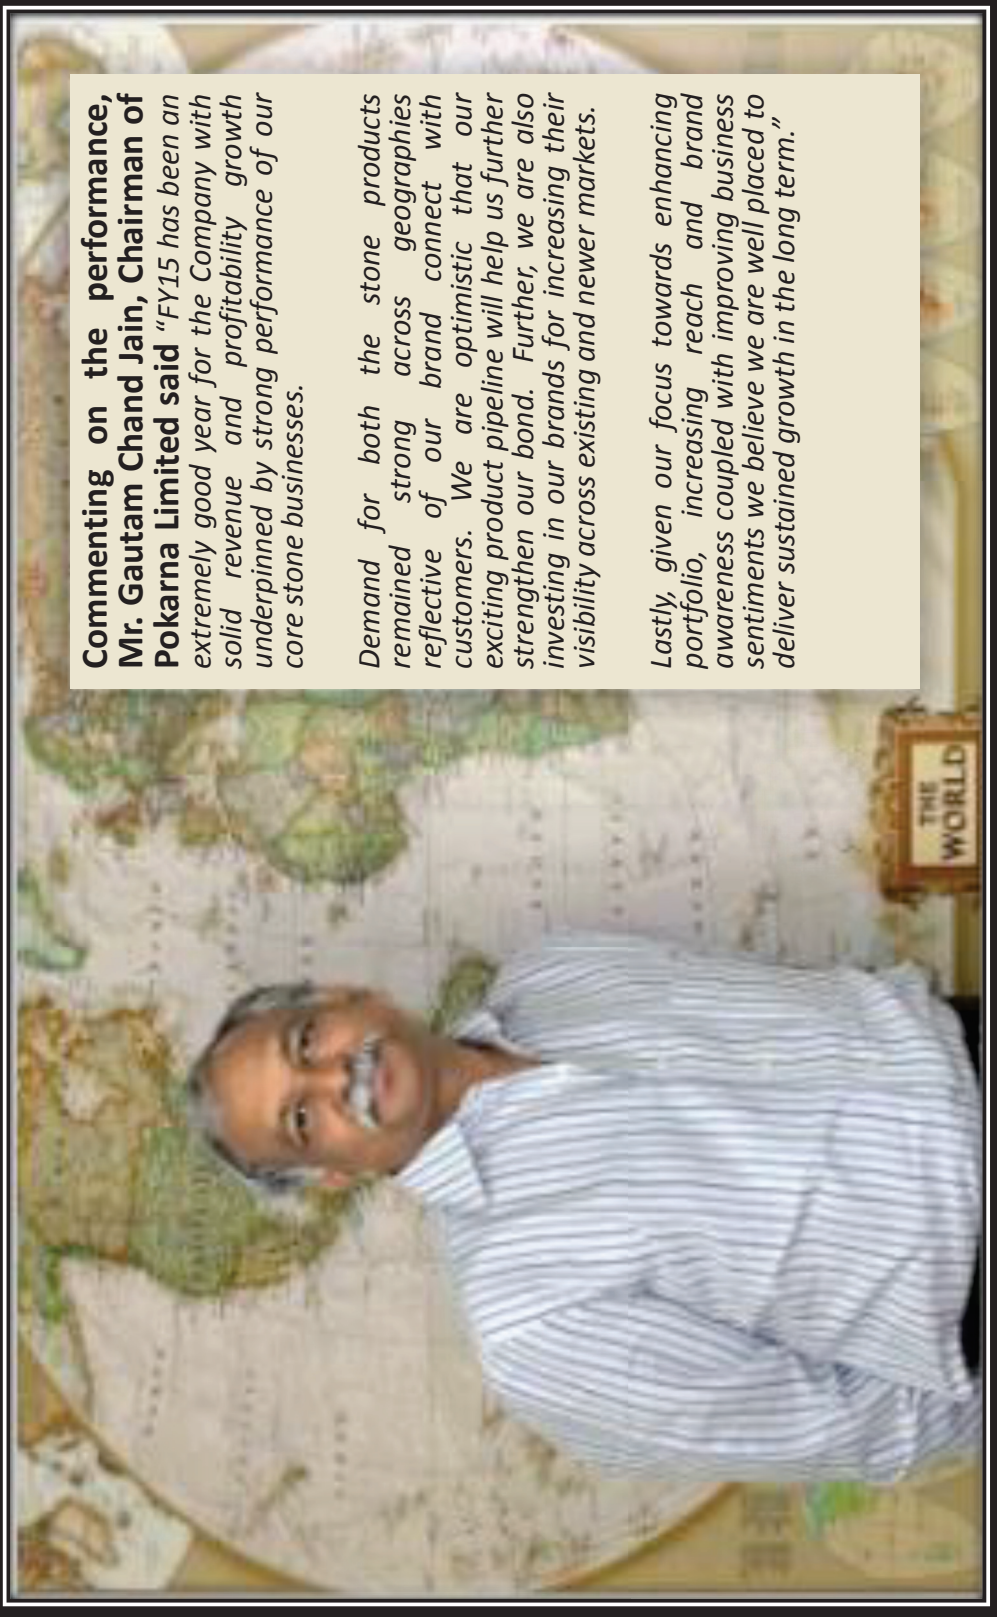 Commenting on the performance,
Mr. Gautam Chand Jain, Chairman of
Pokarna Limited said “FY15 has been an
extremely good year for the Company with
solid revenue and profitability growth
underpinned by strong performance of our
core stone businesses.
Demand for both the stone products
remained strong across geographies
reflective of our brand connect with
customers. We are optimistic that our
exciting product pipeline will help us further
strengthen our bond. Further, we are also
investing in our brands for increasing their
visibility across existing and newer markets.
Lastly, given our focus towards enhancing
portfolio, increasing reach and brand
awareness coupled with improving business
sentiments we believe we are well placed to
deliver sustained growth in the long term.”
THE
WORLD